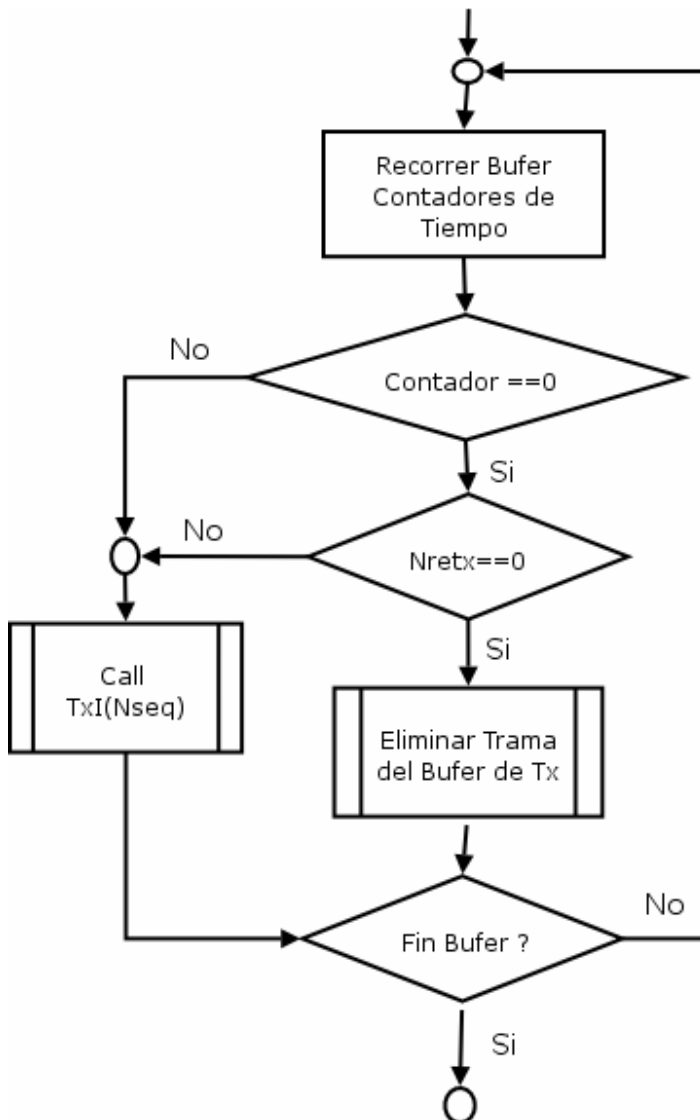 Recorrer Bufer
Contadores de
Tiempo
No
Contador ==0
Si
No
Nretx==0
Si
Call
TxI(Nseq)
Eliminar Trama
del Bufer de Tx
Fin Bufer ?
No
Si